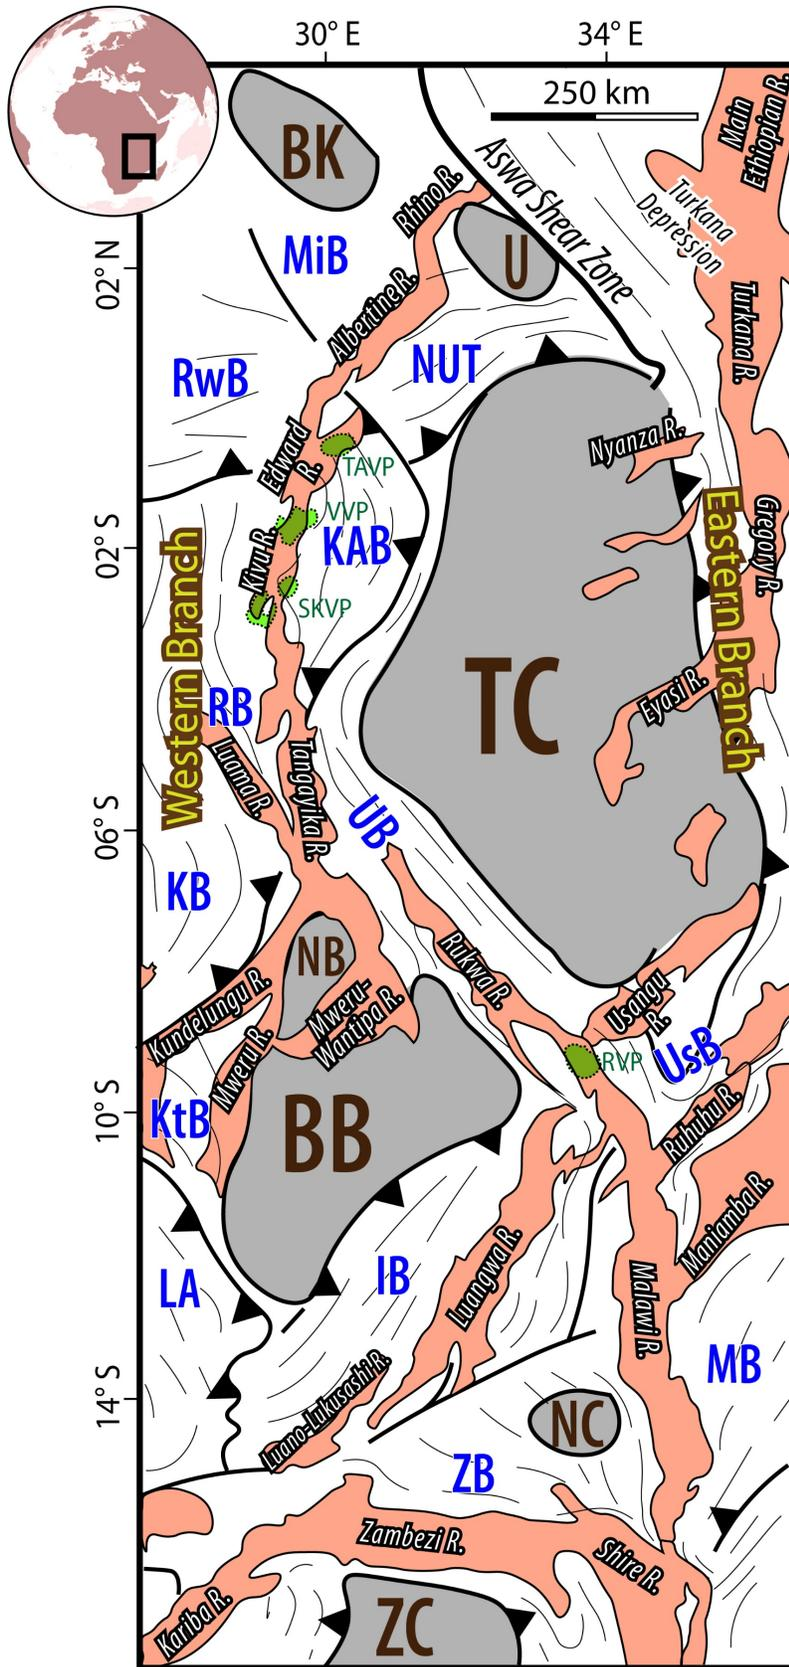 30° E
34° E
250 km
BK
Main
Ethiopian R.
Aswa Shear Zone
Rhino R.
Turkana
Depression
U
MiB
02° N
Albertine R.
Turkana R.
NUT
RwB
Edward
R.
Nyanza R.
TAVP
VVP
KAB
02° S
Kivu R.
Gregory R.
Eastern Branch
Western Branch
SKVP
TC
Eyasi R.
RB
Luama R.
Tangayika R.
UB
06° S
KB
NB
Rukwa R.
Mweru-
Wantipa R.
Kundelungu R.
Usangu
R.
Mweru R.
RVP
UsB
KtB
10° S
BB
Ruhuhu R.
Maniamba R.
IB
LA
Luangwa R.
Malawi R.
MB
14° S
Luano-Lukusashi R.
NC
ZB
Zambezi R.
Shire R.
Kariba R.
ZC